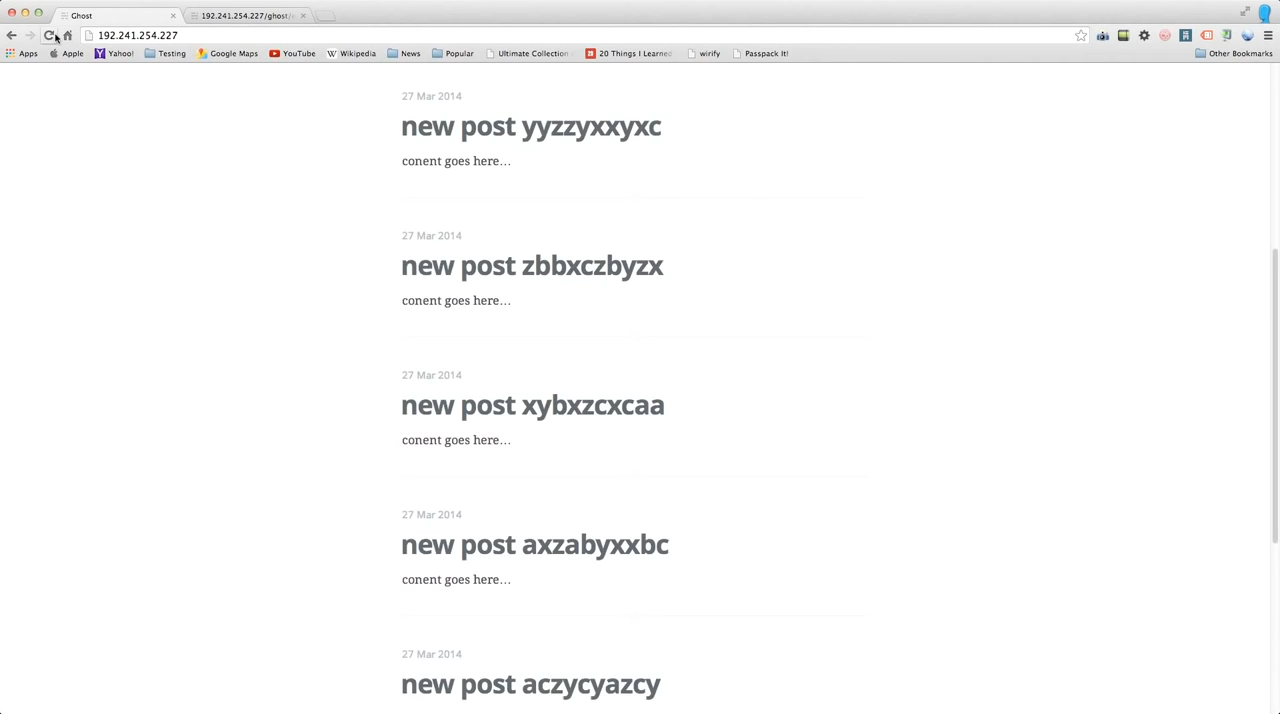 Ghost
192.241.254.227/ghost/
192.241.254.227
Apps Apple Yahoo! Testing Google Maps YouTube Wikipedia News Popular Ultimate Collection 20 Things I Learned wirify Passpack It! Other Bookmarks
27 Mar 2014
new post yyzzyxxyxc
conent goes here…
27 Mar 2014
new post zbbxczbyzx
conent goes here…
27 Mar 2014
new post xybxzcxcaa
conent goes here…
27 Mar 2014
new post axzabyxxbc
conent goes here…
27 Mar 2014
new post aczycyazcy